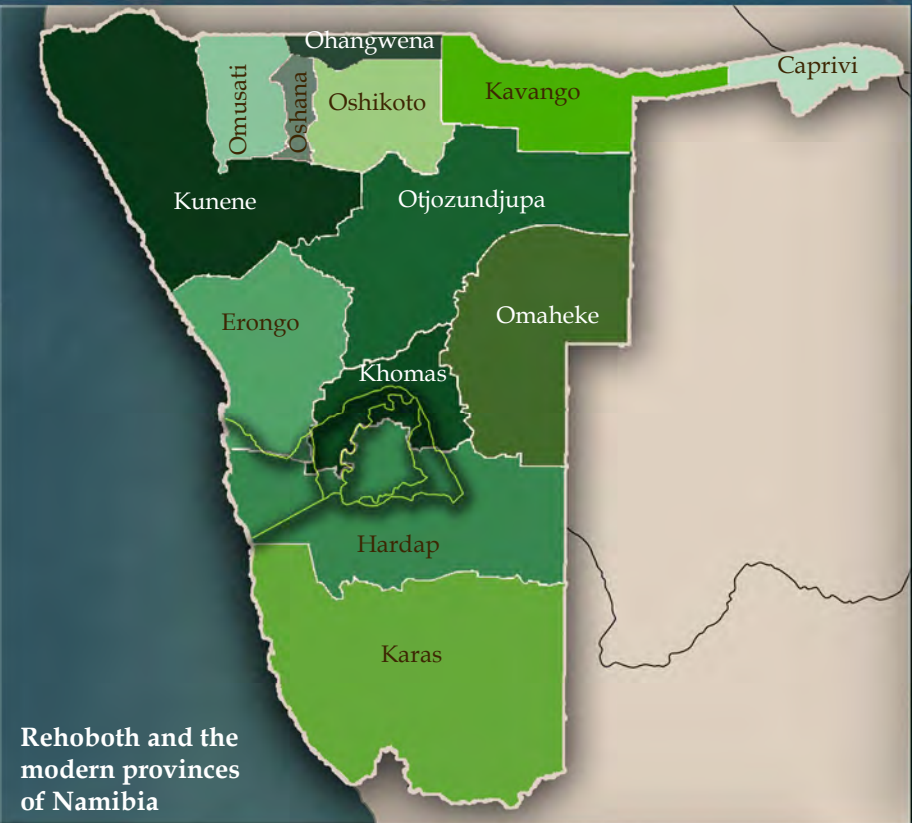 Ohangwena
Caprivi
Kavango
Oshikoto
Omusati
Oshana
Kunene
Otjozundjupa
Erongo
Omaheke
Khomas
Hardap
Karas
Rehoboth and the
modern provinces
of Namibia